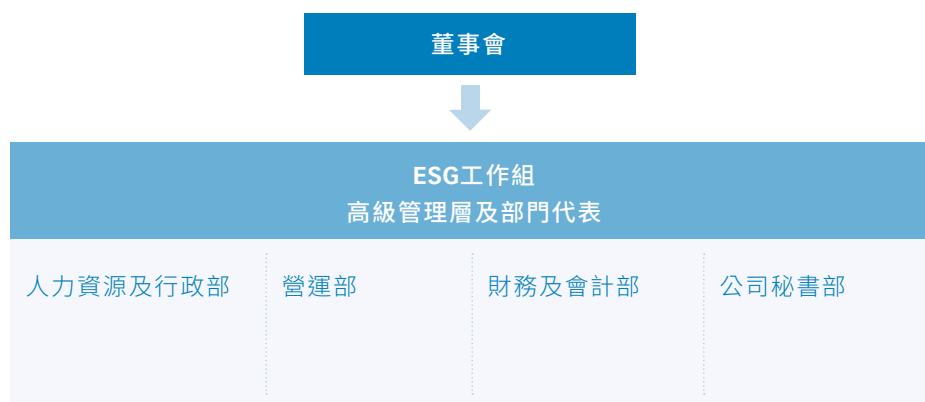 董事會
ESG工作組
高級管理層及部門代表
人力資源及行政部
營運部
財務及會計部
公司秘書部